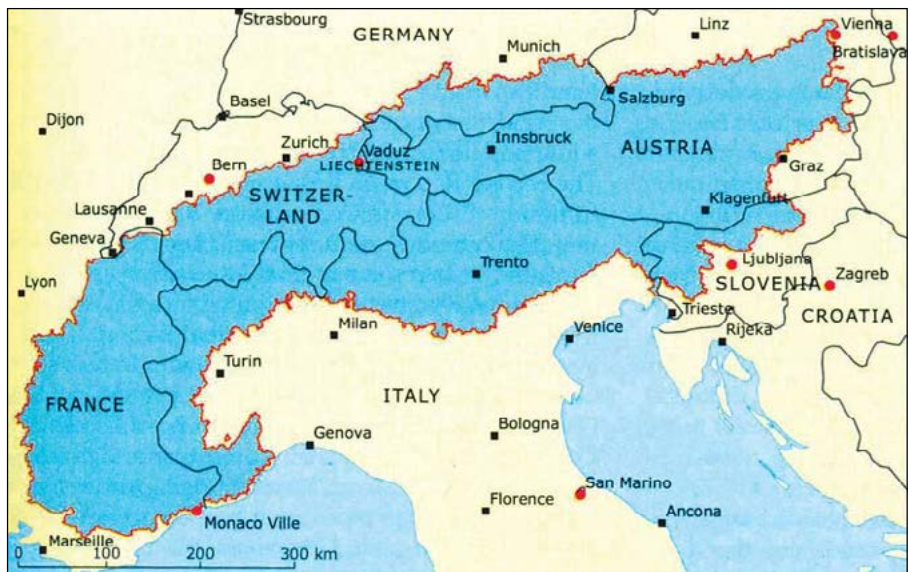 Strasbourg
GERMANY
Linz
Vienna
Munich
Bratislava
Salzburg
Basel
Dijon
Zurich
Innsbruck
Vaduz
LIECHTENSTEIN
AUSTRIA
Bern
Graz
SWITZER-
LAND
Klagenfurt
Lausanne
Geneva
Ljubljana
Trento
SLOVENIA
Zagreb
Lyon
Trieste
CROATIA
Milan
Venice
Rijeka
Turin
ITALY
FRANCE
Bologna
Genova
San Marino
Florence
Monaco Ville
Ancona
Marseille
0 100 200 300 km